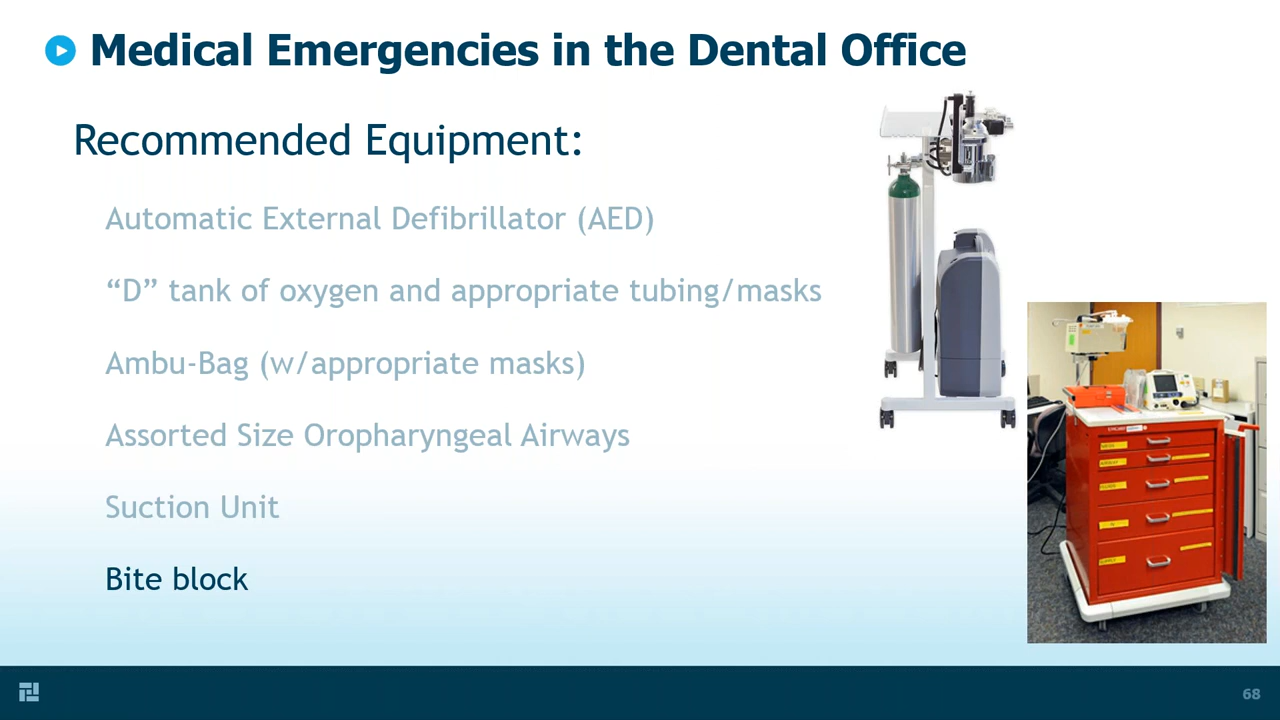 Medical Emergencies in the Dental Office
Recommended Equipment:
Automatic External Defibrillator (AED)
“D” tank of oxygen and appropriate tubing/masks
Ambu-Bag (w/appropriate masks)
Assorted Size Oropharyngeal Airways
Suction Unit
Bite block
68